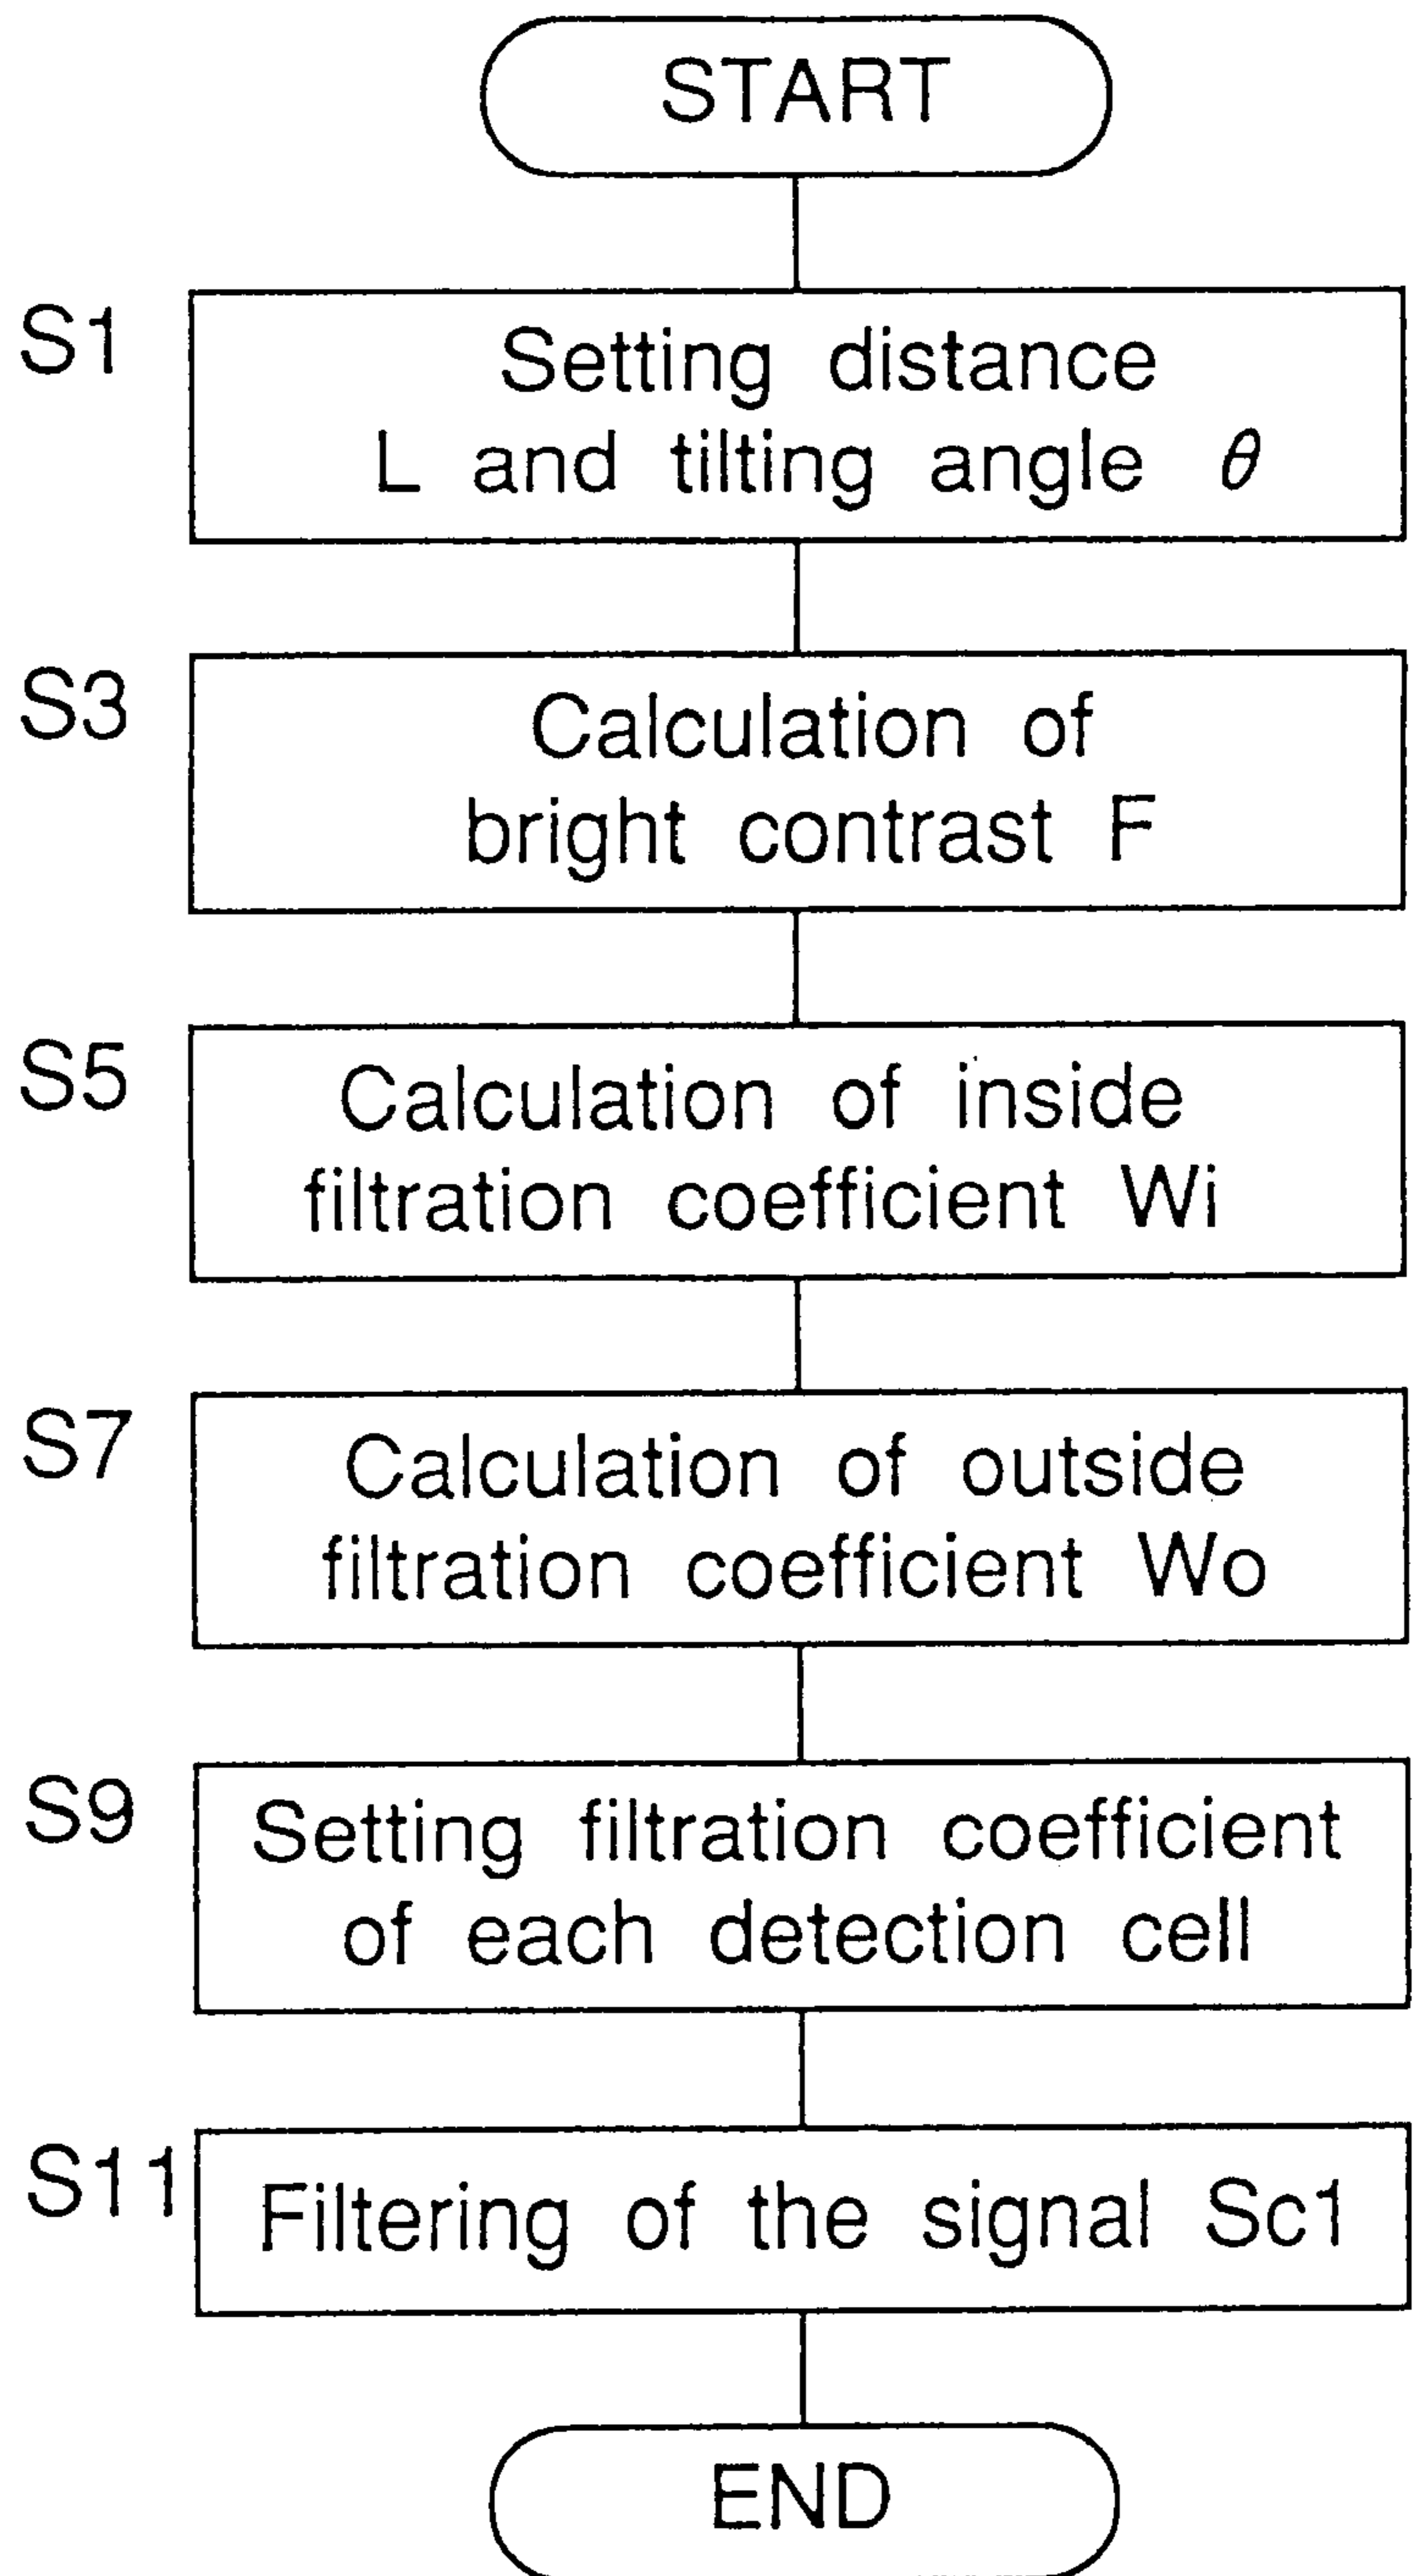 START
S1
Setting distance
L and tilting angle θ
S3
Calculation of
bright contrast F
S5
Calculation of inside
filtration coefficient Wi
S7
Calculation of outside
filtration coefficient Wo
S9
Setting filtration coefficient
of each detection cell
S11
Filtering of the signal Sc1
END